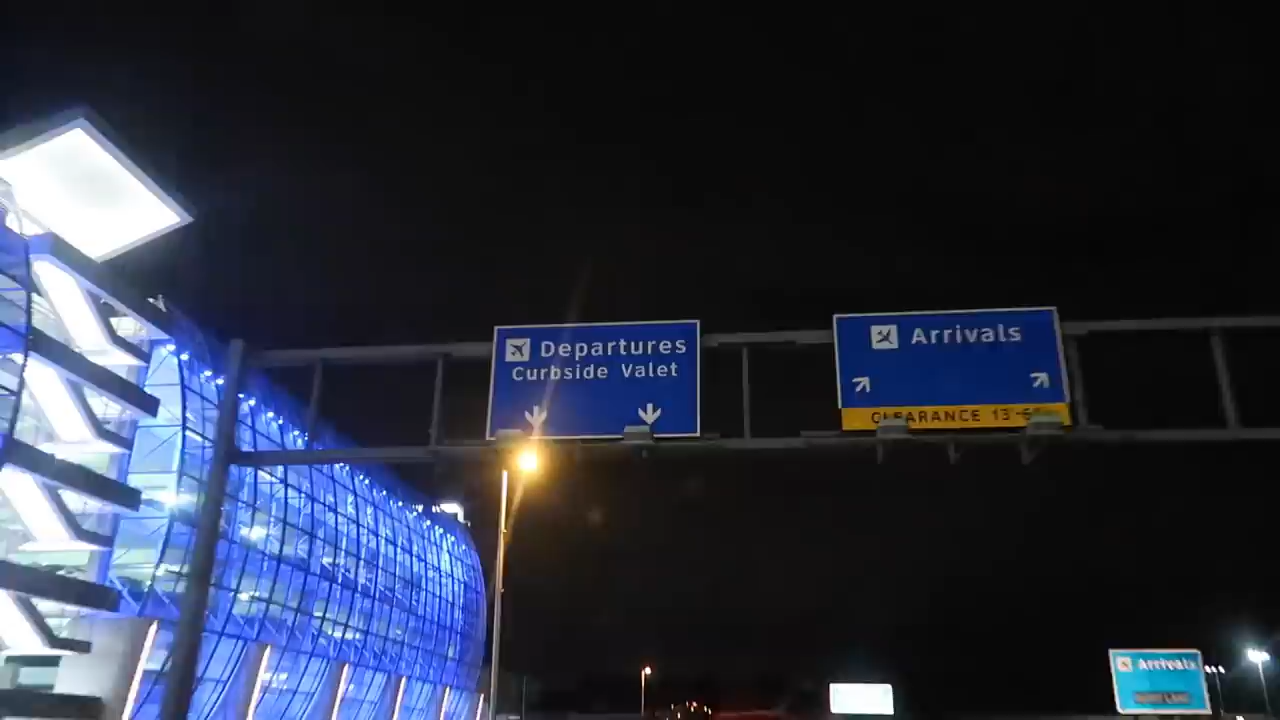 Departures
Curbside Valet
Arrivals
CLEARANCE 13'-6"
Arrivals